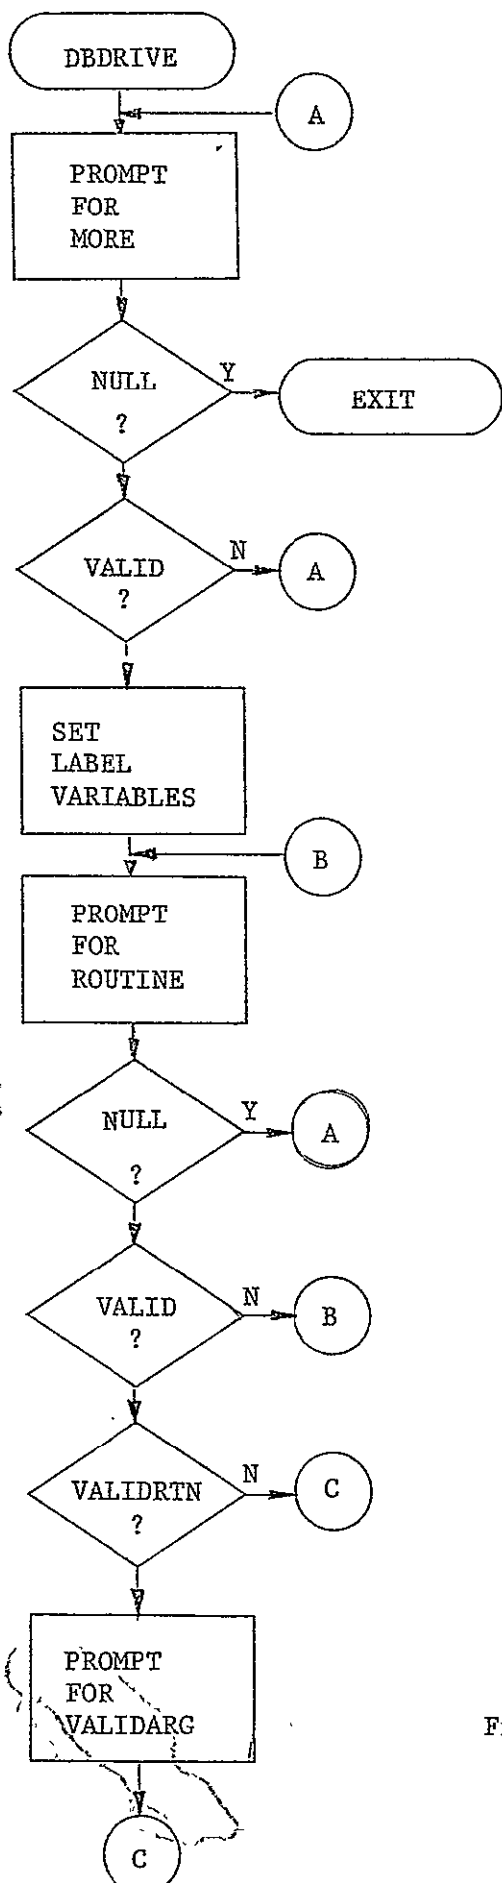 DBDRIVE
A
PROMPT
FOR
MORE
NULL
?
Y
EXIT
VALID
?
N
A
SET
LABEL
VARIABLES
B
PROMPT
FOR
ROUTINE
NULL
?
Y
A
VALID
?
N
B
VALIDRTN
?
N
C
PROMPT
FOR
VALIDARG
C